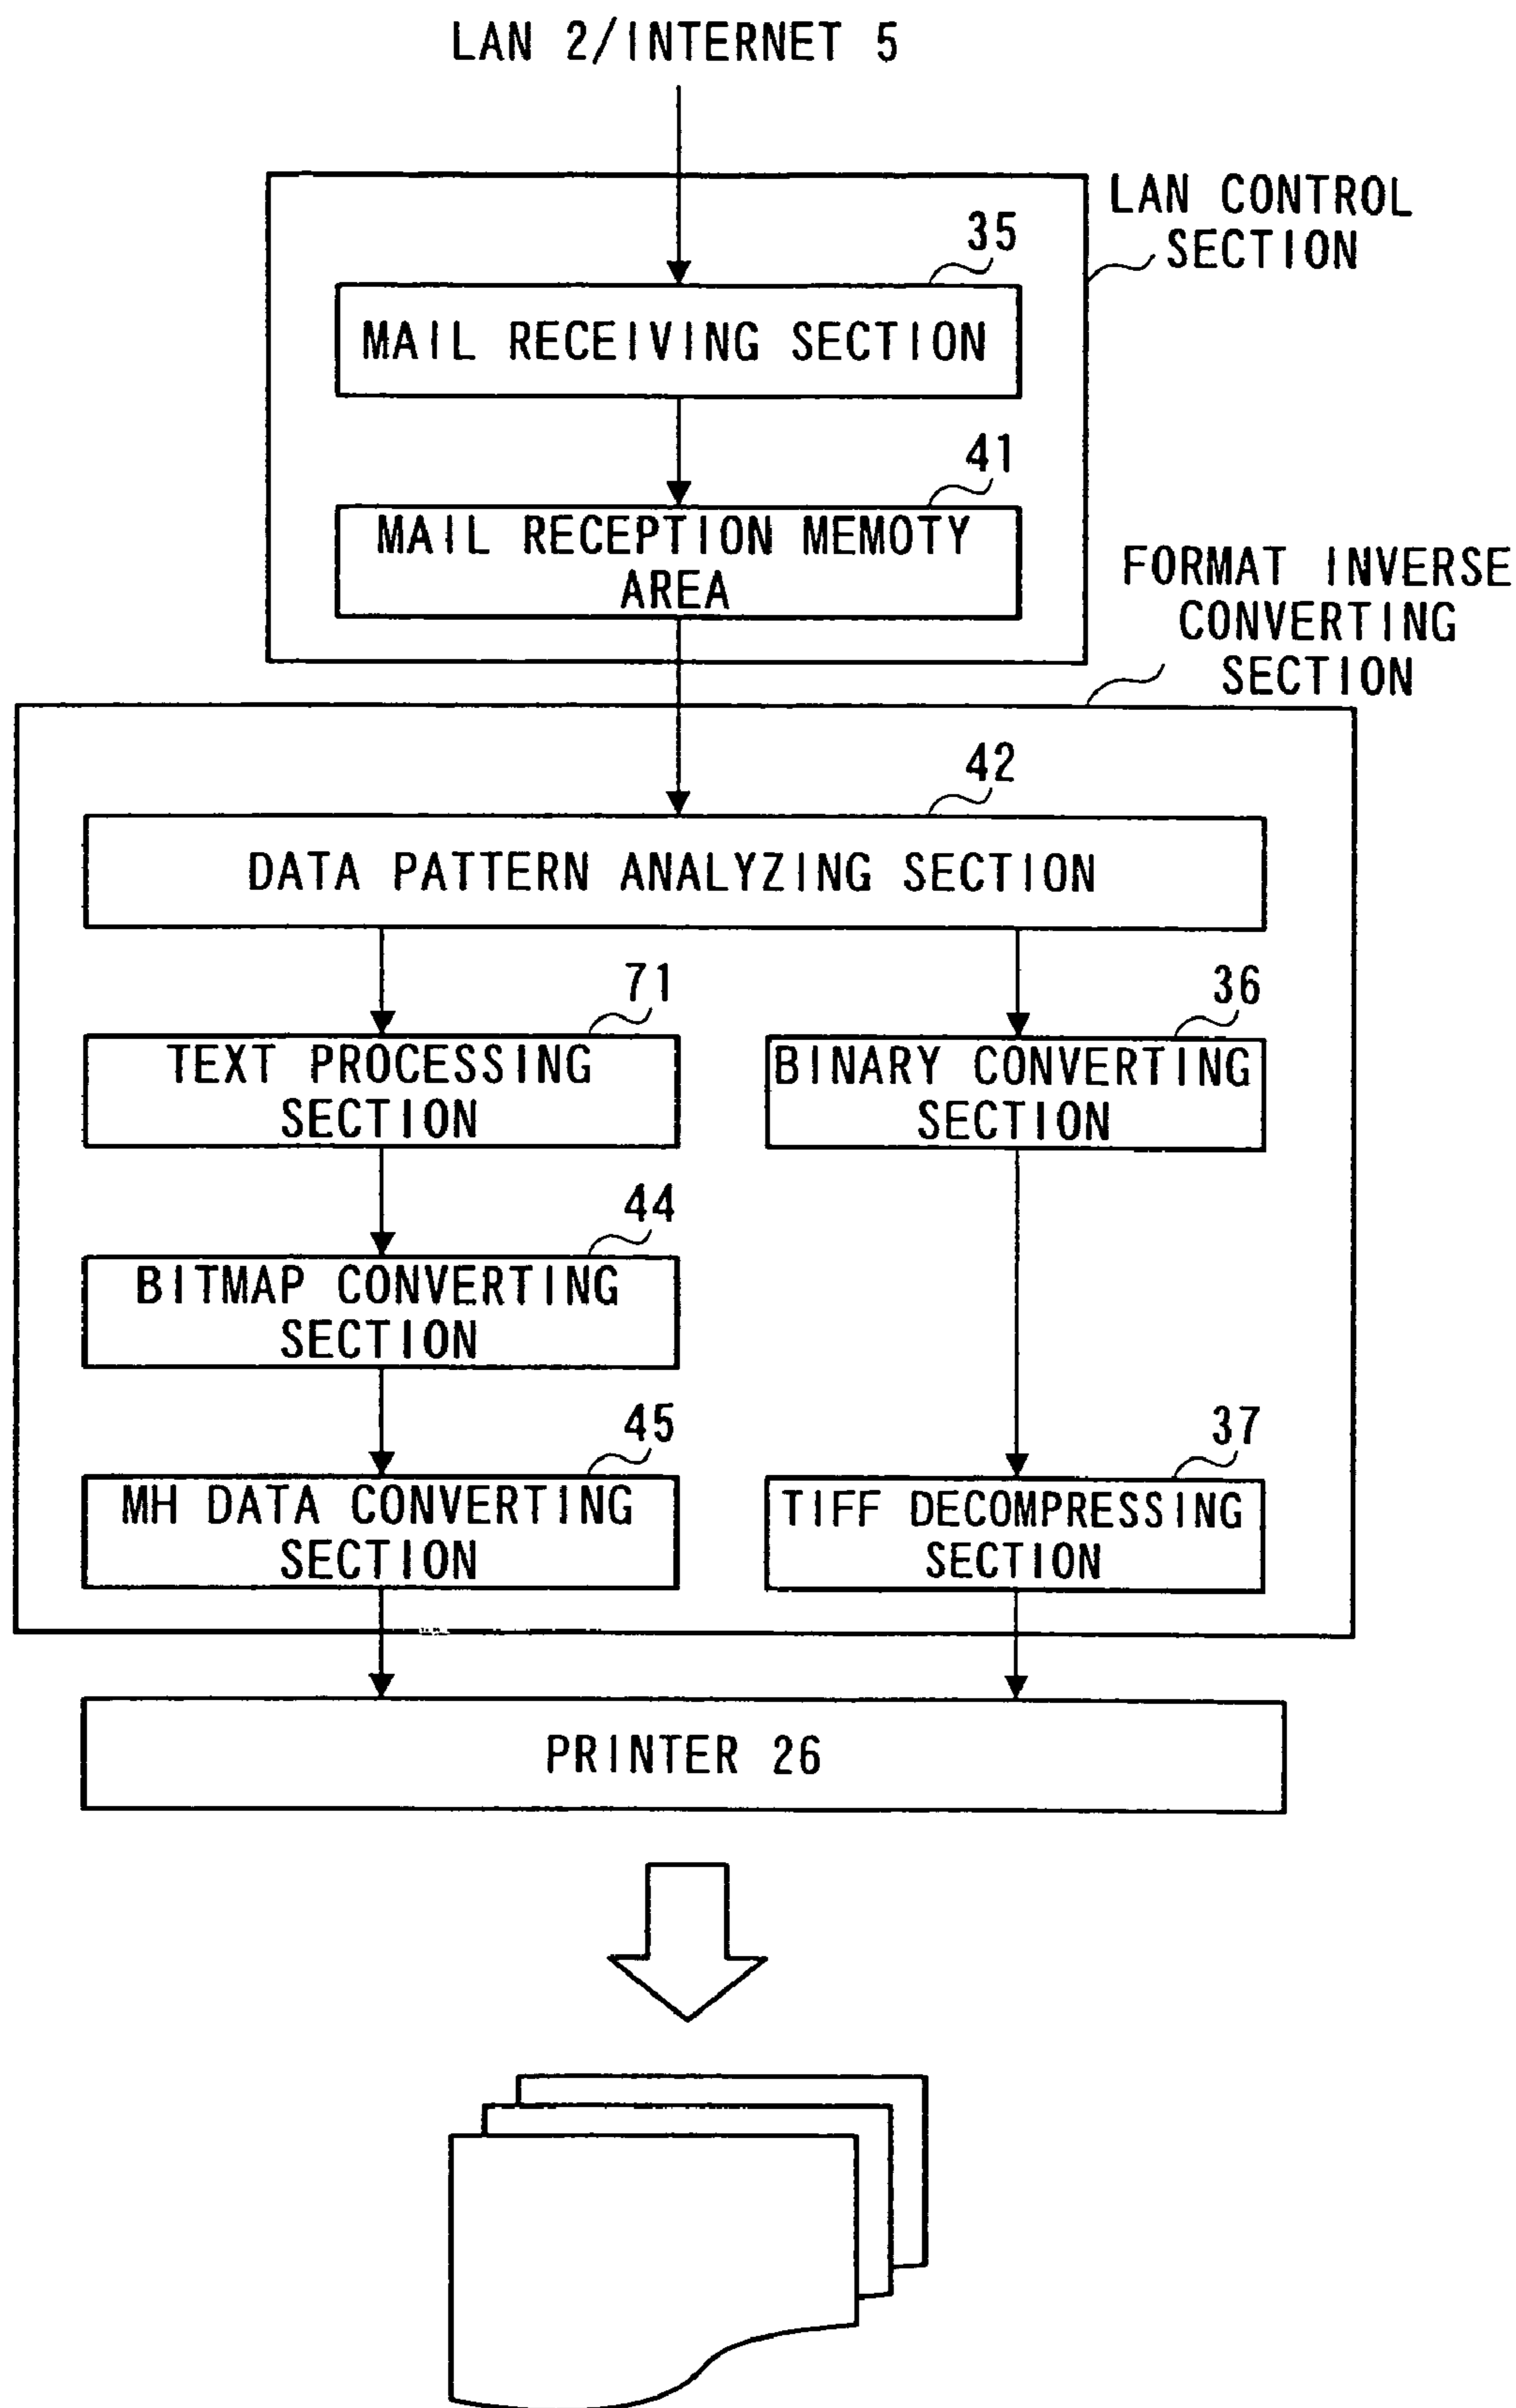 LAN 2/INTERNET 5
LAN CONTROL
SECTION
35
MAIL RECEIVING SECTION
41
MAIL RECEPTION MEMOTY
AREA
FORMAT INVERSE
CONVERTING
SECTION
42
DATA PATTERN ANALYZING SECTION
71
TEXT PROCESSING
SECTION
36
BINARY CONVERTING
SECTION
44
BITMAP CONVERTING
SECTION
45
MH DATA CONVERTING
SECTION
37
TIFF DECOMPRESSING
SECTION
PRINTER 26